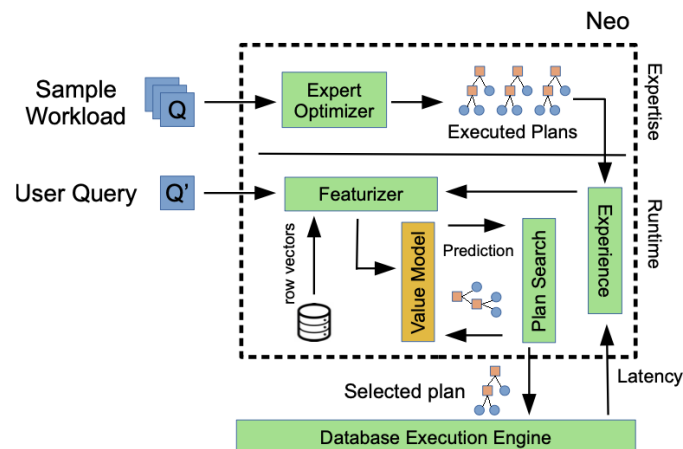 Neo
Sample
Workload
Q
Expert
Optimizer
Executed Plans
Expertise
User Query
Q’
Featurizer
Runtime
row vectors
Value Model
Prediction
Plan Search
Experience
Selected plan
Latency
Database Execution Engine